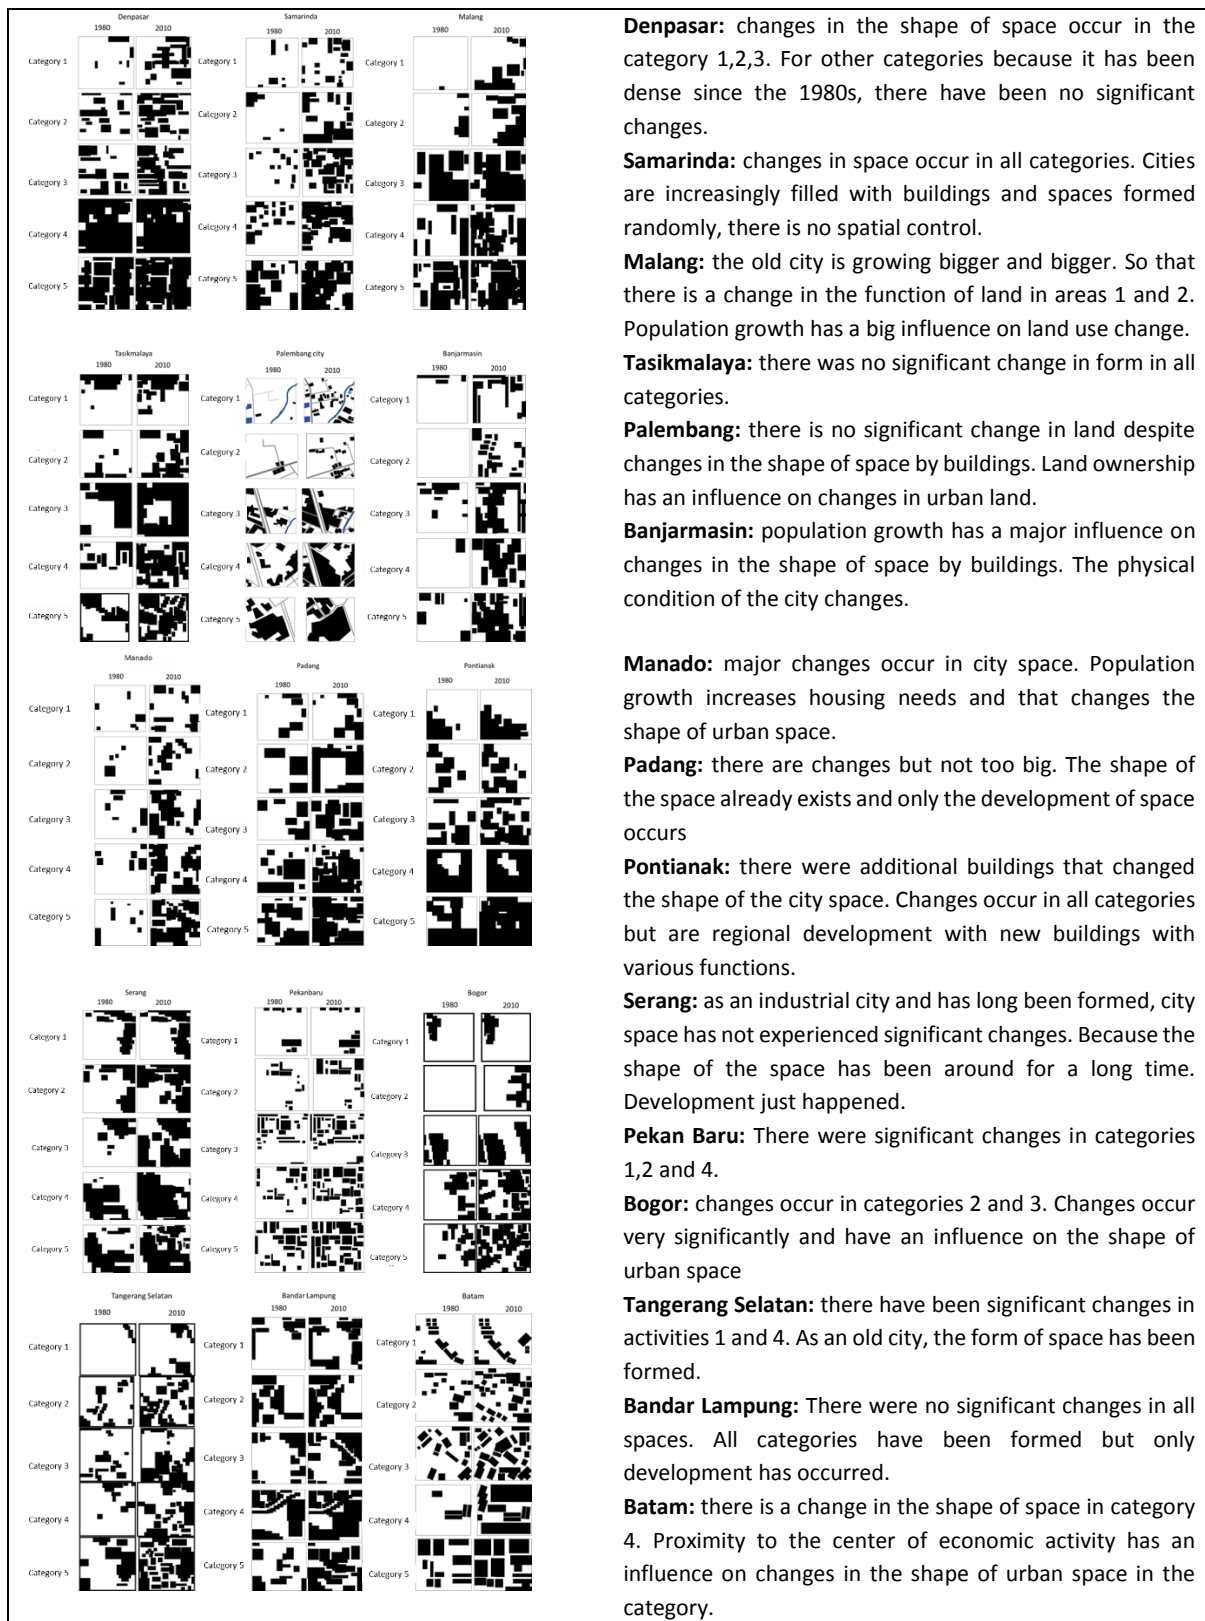 Denpasar
Samarinda
Malang
1980
2010
1980
2010
1980
2010
Category 1
Category 1
Category 1
Category 2
Category 2
Category 2
Category 3
Category 3
Category 3
Category 4
Category 4
Category 4
Category 5
Category 5
Category 5
Tasikmalaya
Palembang city
Banjarmasin
1980
2010
1980
2010
1980
2010
Category 1
Category 1
Category 1
Category 2
Category 2
Category 2
Category 3
Category 3
Category 3
Category 4
Category 4
Category 4
Category 5
Category 5
Category 5
Manado
Padang
Pontianak
1980
2010
1980
2010
1980
2010
Category 1
Category 1
Category 1
Category 2
Category 2
Category 2
Category 3
Category 3
Category 3
Category 4
Category 4
Category 4
Category 5
Category 5
Category 5
Serang
Pekanbaru
Bogor
1980
2010
1980
2010
1980
2010
Category 1
Category 1
Category 1
Category 2
Category 2
Category 2
Category 3
Category 3
Category 3
Category 4
Category 4
Category 4
Category 5
Category 5
Category 5
Tangerang Selatan
Bandar Lampung
Batam
1980
2010
1980
2010
1980
2010
Category 1
Category 1
Category 1
Category 2
Category 2
Category 2
Category 3
Category 3
Category 3
Category 4
Category 4
Category 4
Category 5
Category 5
Category 5
Denpasar: changes in the shape of space occur in the
category 1,2,3. For other categories because it has been
dense since the 1980s, there have been no significant
changes.
Samarinda: changes in space occur in all categories. Cities
are increasingly filled with buildings and spaces formed
randomly, there is no spatial control.
Malang: the old city is growing bigger and bigger. So that
there is a change in the function of land in areas 1 and 2.
Population growth has a big influence on land use change.
Tasikmalaya: there was no significant change in form in all
categories.
Palembang: there is no significant change in land despite
changes in the shape of space by buildings. Land ownership
has an influence on changes in urban land.
Banjarmasin: population growth has a major influence on
changes in the shape of space by buildings. The physical
condition of the city changes.
Manado: major changes occur in city space. Population
growth increases housing needs and that changes the
shape of urban space.
Padang: there are changes but not too big. The shape of
the space already exists and only the development of space
occurs
Pontianak: there were additional buildings that changed
the shape of the city space. Changes occur in all categories
but are regional development with new buildings with
various functions.
Serang: as an industrial city and has long been formed, city
space has not experienced significant changes. Because the
shape of the space has been around for a long time.
Development just happened.
Pekan Baru: There were significant changes in categories
1,2 and 4.
Bogor: changes occur in categories 2 and 3. Changes occur
very significantly and have an influence on the shape of
urban space
Tangerang Selatan: there have been significant changes in
activities 1 and 4. As an old city, the form of space has been
formed.
Bandar Lampung: There were no significant changes in all
spaces. All categories have been formed but only
development has occurred.
Batam: there is a change in the shape of space in category
4. Proximity to the center of economic activity has an
influence on changes in the shape of urban space in the
category.